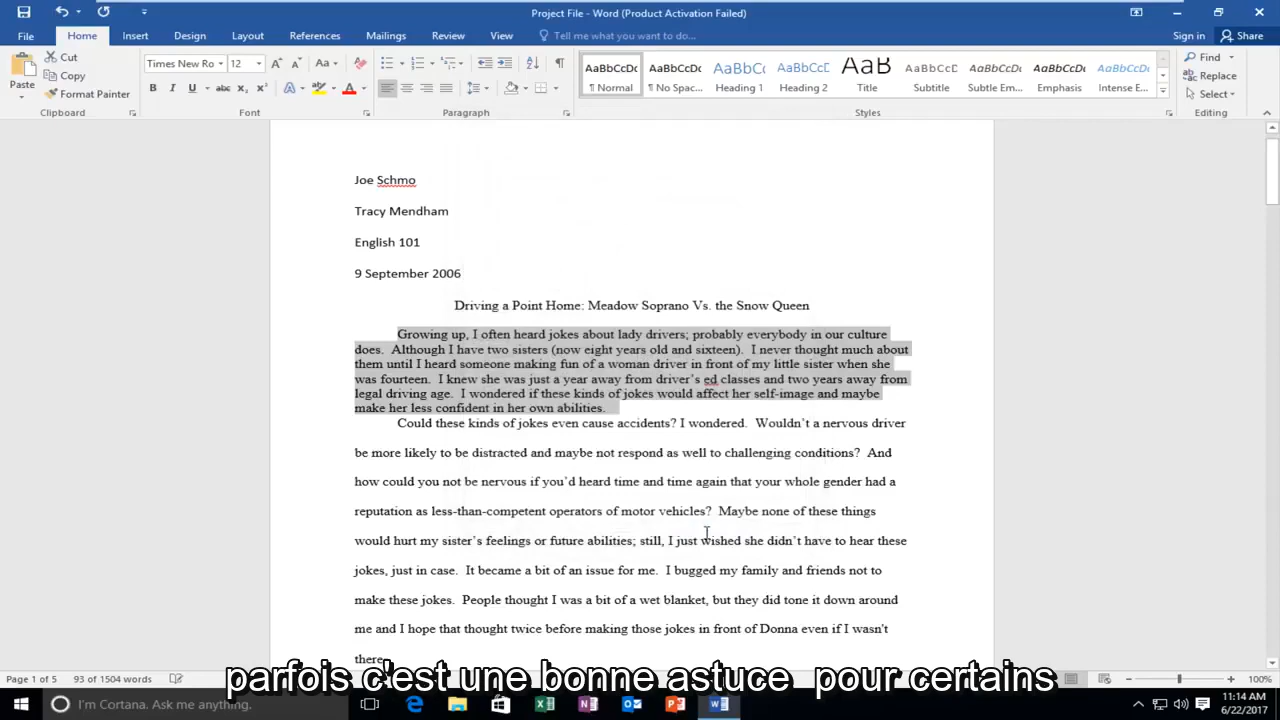 Project File - Word (Product Activation Failed)
File Home Insert Design Layout References Mailings Review View Tell me what you want to do... Sign in Share
Paste Cut Copy Format Painter
Clipboard
Times New Ro 12 Aa
B I U abc X₂ X² A A
Font
Paragraph
AaBbCcDc AaBbCcDc AaBbC AaBbCc AaB AaBbCcD AaBbCcDc AaBbCcDc AaBbCcDc
¶ Normal ¶ No Spac... Heading 1 Heading 2 Title Subtitle Subtle Em... Emphasis Intense E...
Styles
Find
Replace
Select
Editing
Joe Schmo
Tracy Mendham
English 101
9 September 2006
Driving a Point Home: Meadow Soprano Vs. the Snow Queen
Growing up, I often heard jokes about lady drivers; probably everybody in our culture
does. Although I have two sisters (now eight years old and sixteen). I never thought much about
them until I heard someone making fun of a woman driver in front of my little sister when she
was fourteen. I knew she was just a year away from driver's ed classes and two years away from
legal driving age. I wondered if these kinds of jokes would affect her self-image and maybe
make her less confident in her own abilities.
Could these kinds of jokes even cause accidents? I wondered. Wouldn't a nervous driver
be more likely to be distracted and maybe not respond as well to challenging conditions? And
how could you not be nervous if you'd heard time and time again that your whole gender had a
reputation as less-than-competent operators of motor vehicles? Maybe none of these things
would hurt my sister's feelings or future abilities; still, I just wished she didn't have to hear these
jokes, just in case. It became a bit of an issue for me. I bugged my family and friends not to
make these jokes. People thought I was a bit of a wet blanket, but they did tone it down around
me and I hope that thought twice before making those jokes in front of Donna even if I wasn't
there.
parfois c'est une bonne astuce pour certains
Page 1 of 5 93 of 1504 words 100%
I'm Cortana. Ask me anything.
11:14 AM
6/22/2017